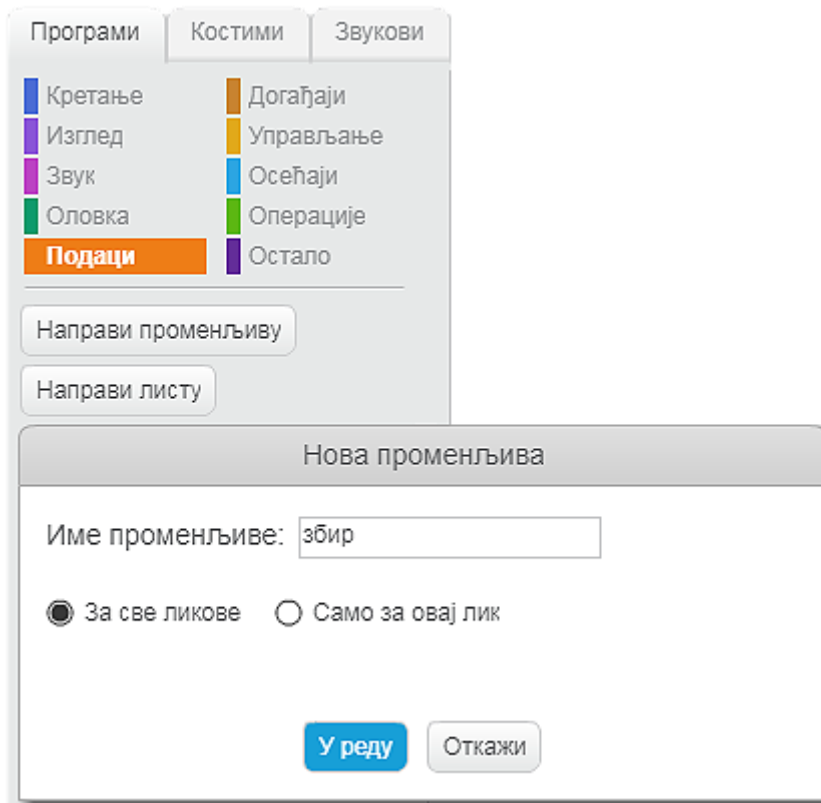 Програми Костими Звукови
Кретање Догађаји
Изглед Управљање
Звук Осећаји
Оловка Операције
Подаци Остало
Направи променљиву
Направи листу
Нова променљива
Име променљиве: збир
За све ликове Само за овај лик
У реду Откажи